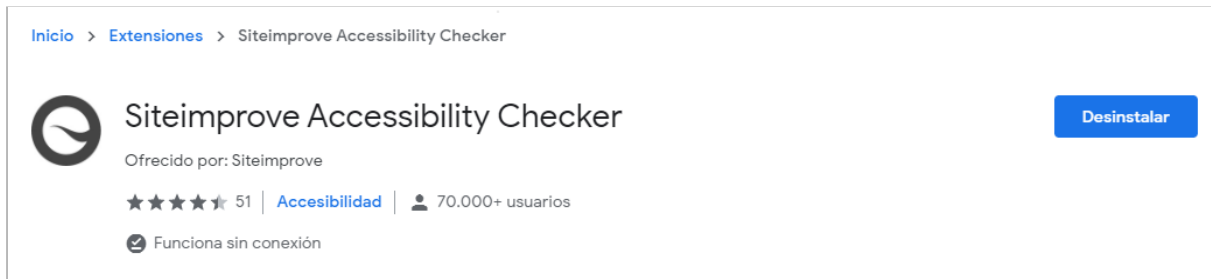 Inicio > Extensiones > Siteimprove Accessibility Checker
Siteimprove Accessibility Checker
Desinstalar
Ofrecido por: Siteimprove
51 | Accesibilidad | 70.000+ usuarios
Funciona sin conexión